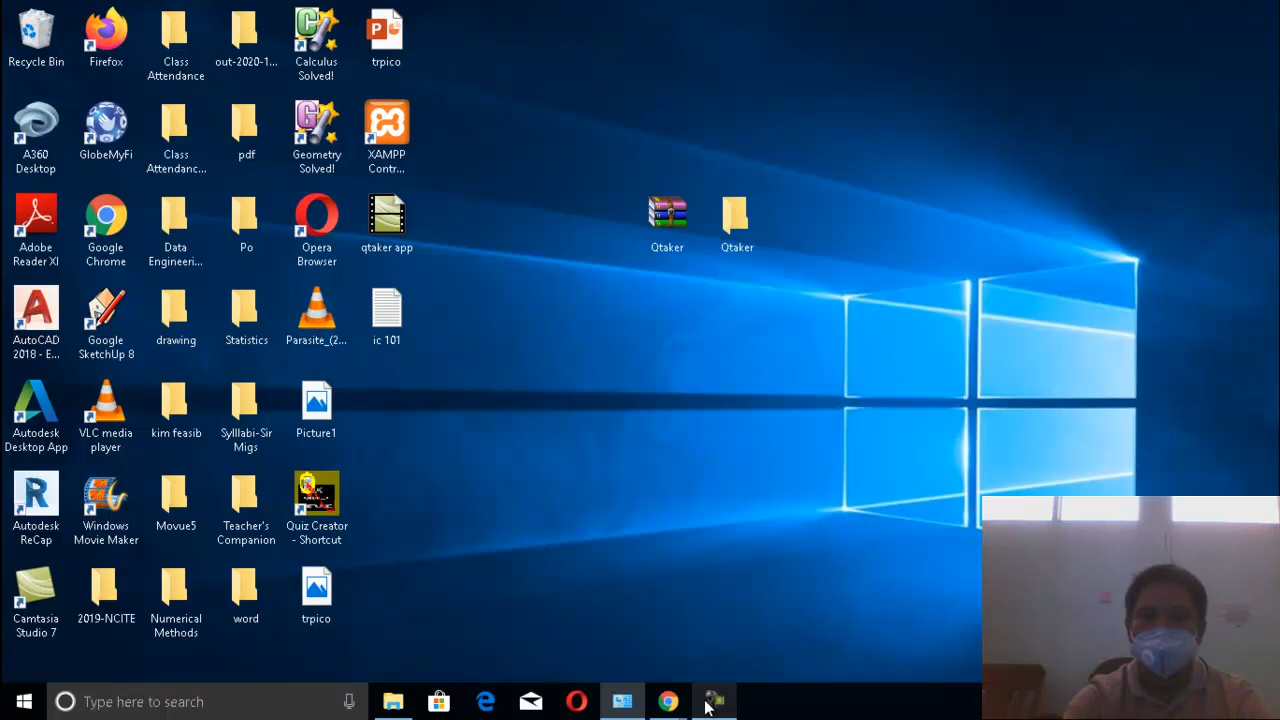 Recycle Bin
Firefox
Class
Attendance
out-2020-1...
Calculus
Solved!
trpico
A360
Desktop
GlobeMyFi
Class
Attendanc...
pdf
Geometry
Solved!
XAMPP
Contr...
Adobe
Reader XI
Google
Chrome
Data
Engineeri...
Po
Opera
Browser
qtaker app
Qtaker
Qtaker
AutoCAD
2018 - E...
Google
SketchUp 8
drawing
Statistics
Parasite_(2...
ic 101
Autodesk
Desktop App
VLC media
player
kim feasib
Sylllabi-Sir
Migs
Picture1
Autodesk
ReCap
Windows
Movie Maker
Movue5
Teacher's
Companion
Quiz Creator
- Shortcut
Camtasia
Studio 7
2019-NCITE
Numerical
Methods
word
trpico
Type here to search